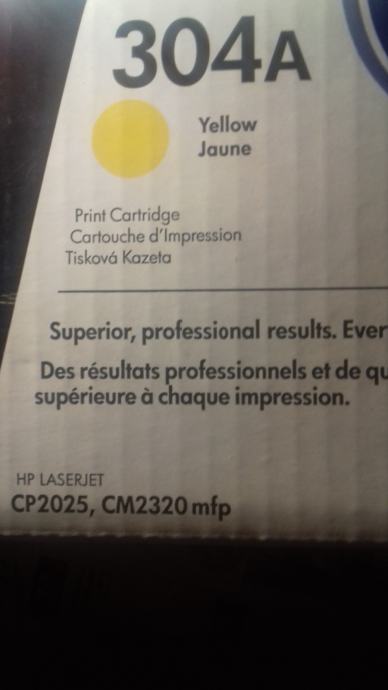 304A
Yellow
Jaune
Print Cartridge
Cartouche d'Impression
Tisková Kazeta
Superior, professional results. Ever
Des résultats professionnels et de qu
supérieure à chaque impression.
HP LASERJET
CP2025, CM2320 mfp